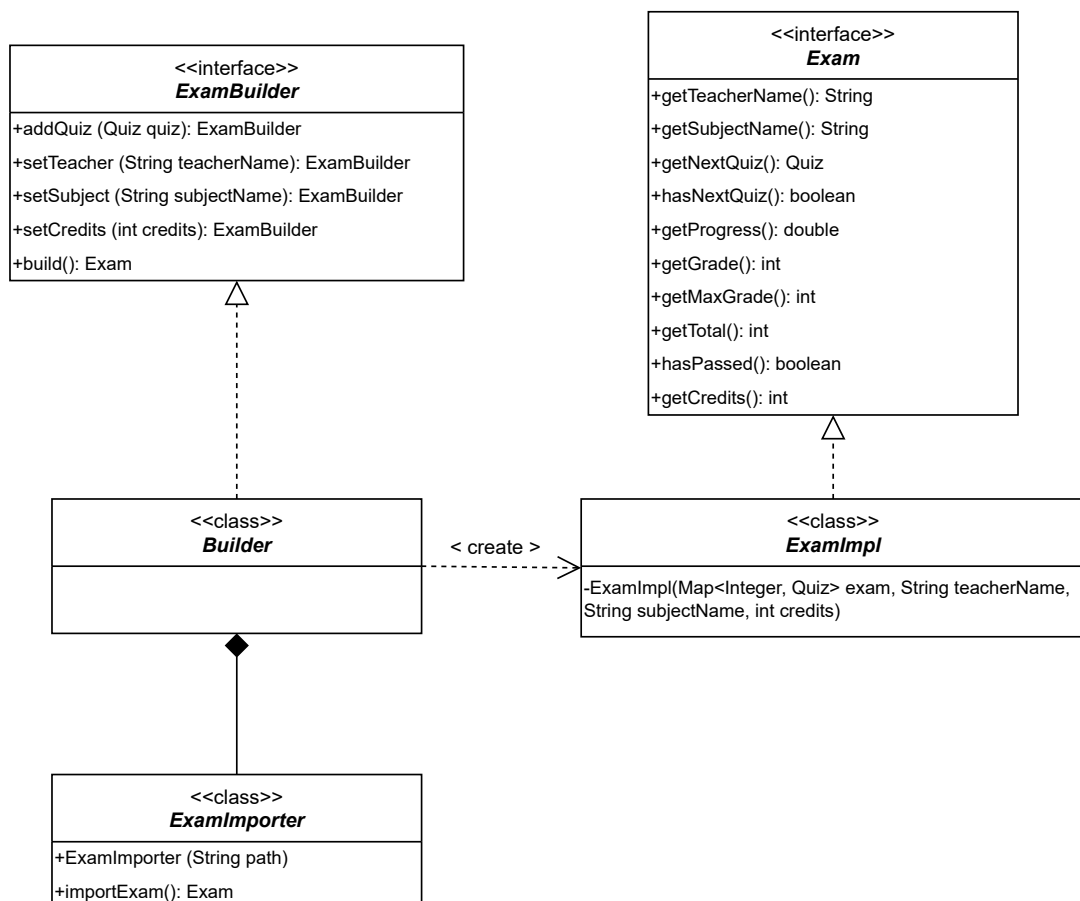 <<interface>>
ExamBuilder
+addQuiz (Quiz quiz): ExamBuilder
+setTeacher (String teacherName): ExamBuilder
+setSubject (String subjectName): ExamBuilder
+setCredits (int credits): ExamBuilder
+build(): Exam
<<interface>>
Exam
+getTeacherName(): String
+getSubjectName(): String
+getNextQuiz(): Quiz
+hasNextQuiz(): boolean
+getProgress(): double
+getGrade(): int
+getMaxGrade(): int
+getTotal(): int
+hasPassed(): boolean
+getCredits(): int
<<class>>
Builder
< create >
<<class>>
ExamImpl
-ExamImpl(Map<Integer, Quiz> exam, String teacherName,
String subjectName, int credits)
<<class>>
ExamImporter
+ExamImporter (String path)
+importExam(): Exam